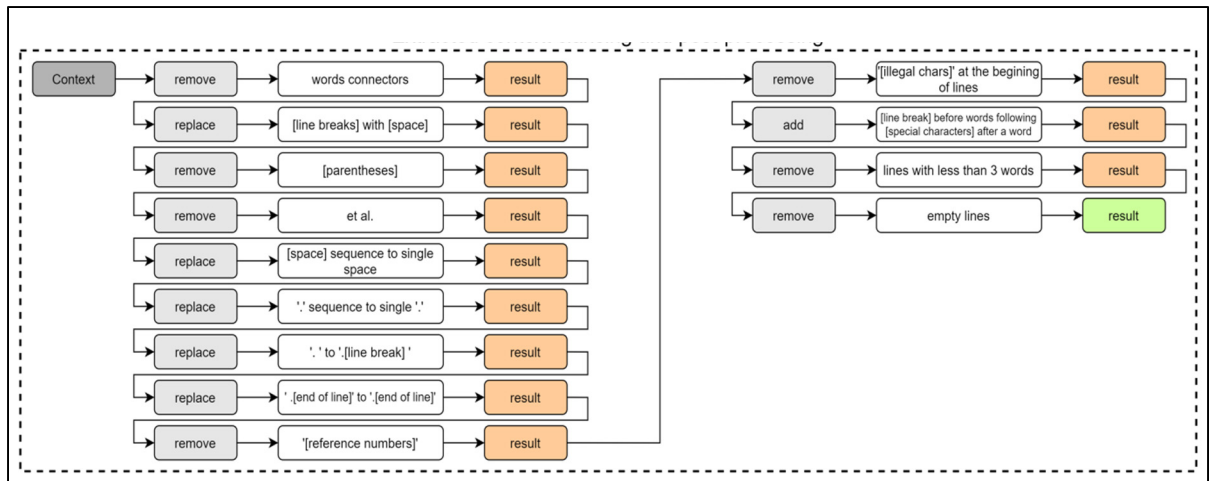 Context
remove
words connectors
result
replace
[line breaks] with [space]
result
remove
[parentheses]
result
remove
et al.
result
replace
[space] sequence to single
space
result
replace
'.' sequence to single '.'
result
replace
'. ' to '.[line break] '
result
replace
' .[end of line]' to '.[end of line]'
result
remove
'[reference numbers]'
result
remove
'[illegal chars]' at the begining
of lines
result
add
[line break] before words following
[special characters] after a word
result
remove
lines with less than 3 words
result
remove
empty lines
result